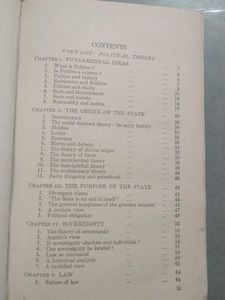 CONTENTS
PART ONE: POLITICAL THEORY
CHAPTER I. FUNDAMENTAL IDEAS
1. What is Politics?
2. Is Politics a science?
3. Politics and history
4. Economics and Politics
5. Politics and ethics
6. State and Government
7. State and society
8. Nationality and nation
CHAPTER II. THE ORIGIN OF THE STATE
1. Introductory
2. The social contract theory: its early history
3. Hobbes
4. Locke
5. Rousseau
6. Merits and defects
7. The theory of divine origin
8. The theory of force
9. The patriarchal theory
10. The matriarchal theory
11. The evolutionary theory
12. Early kingship and priesthood
CHAPTER III. THE PURPOSE OF THE STATE
1. Divergent views
2. The State is an end in itself?
3. The greatest happiness of the greatest number
4. A modern view
5. Political obligation
CHAPTER IV. SOVEREIGNTY
1. The theory of sovereignty
2. Austin's view
3. Is sovereignty absolute and indivisible?
4. Can sovereignty be located?
5. Law as command
6. A historical analysis
7. A modified view
CHAPTER V. LAW
1. Nature of law